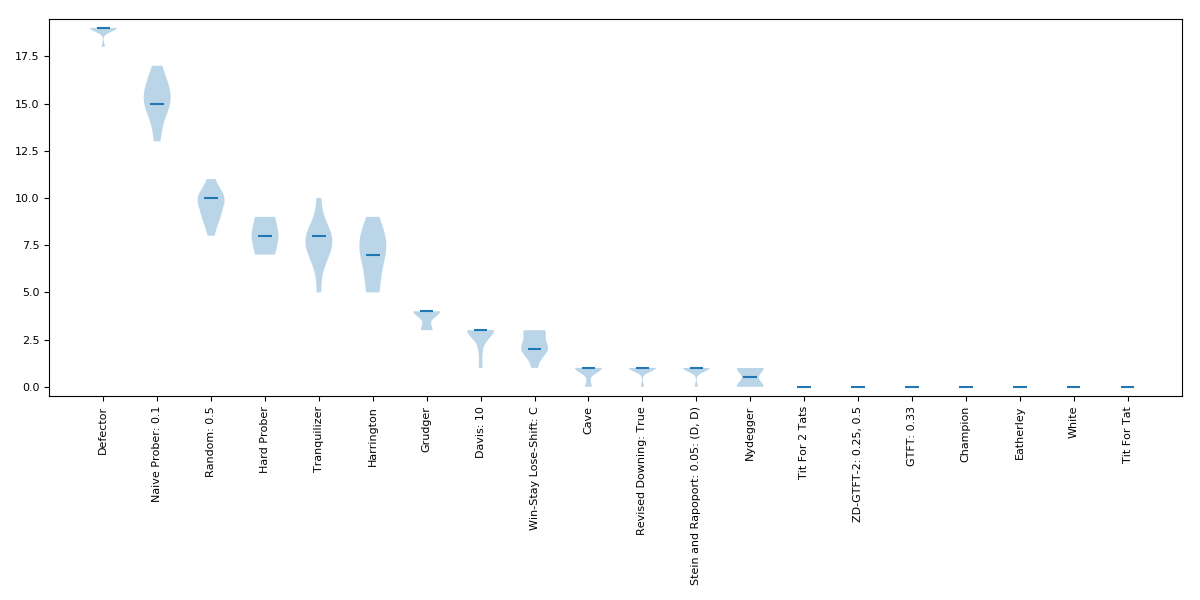 17.5
15.0
12.5
10.0
7.5
5.0
2.5
0.0
Defector
Naive Prober: 0.1
Random: 0.5
Hard Prober
Tranquilizer
Harrington
Grudger
Davis: 10
Win-Stay Lose-Shift: C
Cave
Revised Downing: True
Stein and Rapoport: 0.05: (D, D)
Nydegger
Tit For 2 Tats
ZD-GTFT-2: 0.25, 0.5
GTFT: 0.33
Champion
Eatherley
White
Tit For Tat